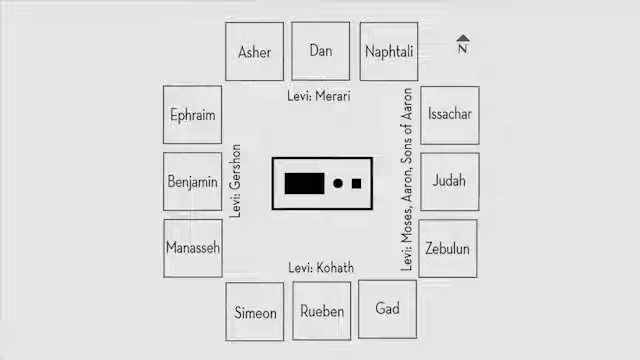 Asher
Dan
Naphtali
N
Levi: Merari
Ephraim
Issachar
Benjamin
Levi: Gershon
Levi: Moses, Aaron, Sons of Aaron
Judah
Manasseh
Zebulun
Levi: Kohath
Simeon
Rueben
Gad